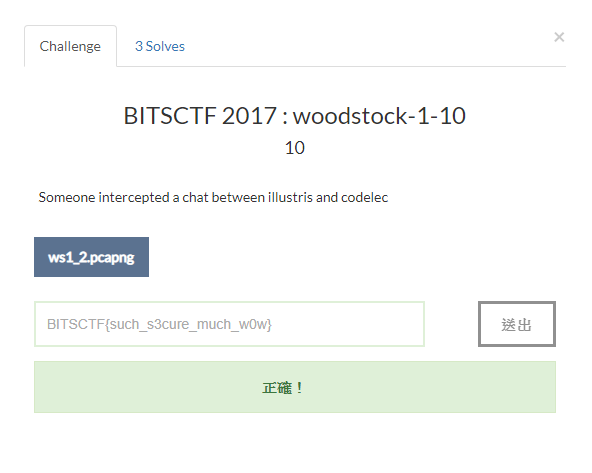 Challenge
3 Solves
×
BITSCTF 2017 : woodstock-1-10
10
Someone intercepted a chat between illustris and codelec
ws1_2.pcapng
BITSCTF{such_s3cure_much_w0w}
送出
正確！